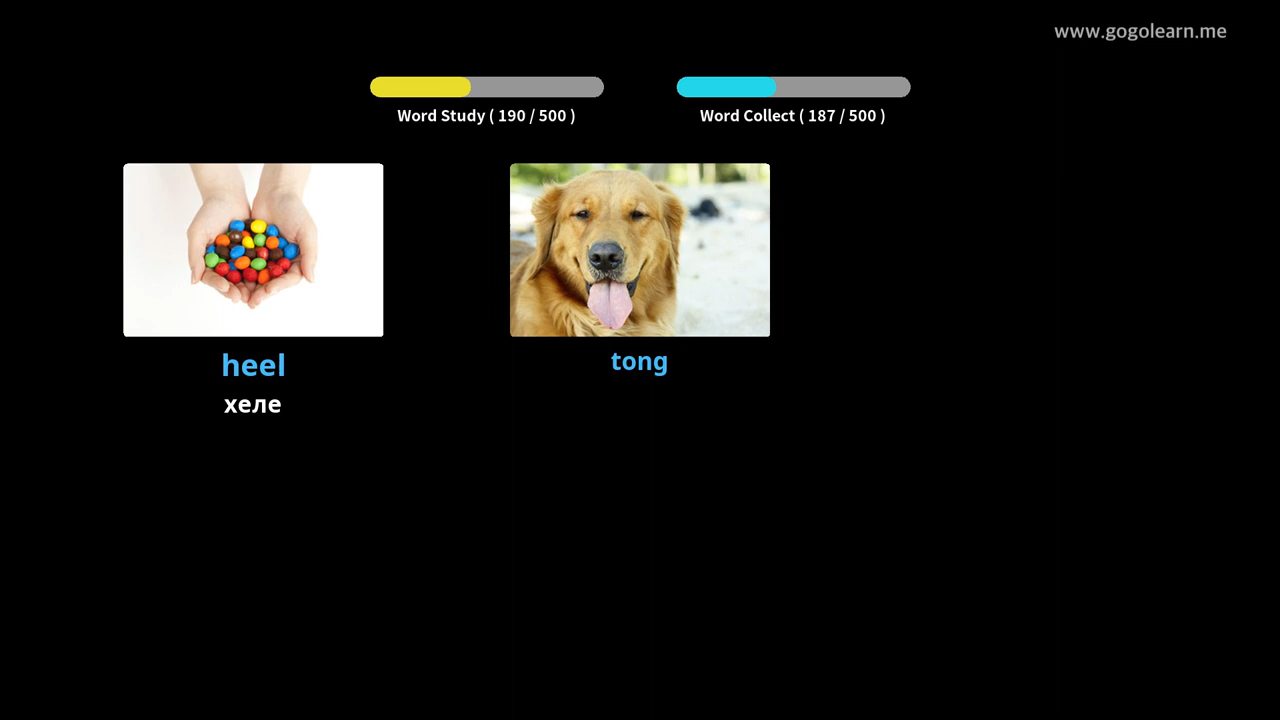 www.gogolearn.me
Word Study ( 190 / 500 )
Word Collect ( 187 / 500 )
heel
хеле
tong